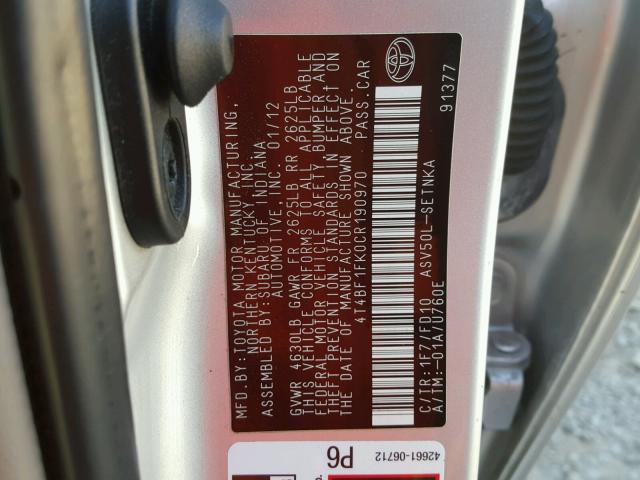 MFD. BY: TOYOTA MOTOR MANUFACTURING,
NORTHERN KENTUCKY, INC.
ASSEMBLED BY: SUBARU OF INDIANA
AUTOMOTIVE, INC. 01/12
GVWR 4630LB GAWR FR 2625LB RR 2625LB
THIS VEHICLE CONFORMS TO ALL APPLICABLE
FEDERAL MOTOR VEHICLE SAFETY, BUMPER AND
THEFT PREVENTION STANDARDS IN EFFECT ON
THE DATE OF MANUFACTURE SHOWN ABOVE.
4T4BF1FK0CR190970 PASS. CAR
C/TR: 1F7/FD10 ASV50L-SETNKA
A/TM: -01A/U760E 91377
42661-06712
P6